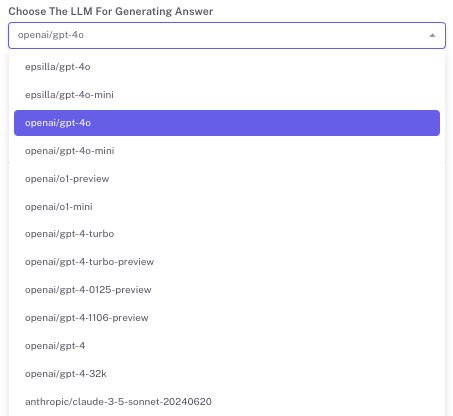 Choose The LLM For Generating Answer
openai/gpt-4o
epsilla/gpt-4o
epsilla/gpt-4o-mini
openai/gpt-4o
openai/gpt-4o-mini
openai/o1-preview
openai/o1-mini
openai/gpt-4-turbo
openai/gpt-4-turbo-preview
openai/gpt-4-0125-preview
openai/gpt-4-1106-preview
openai/gpt-4
openai/gpt-4-32k
anthropic/claude-3-5-sonnet-20240620